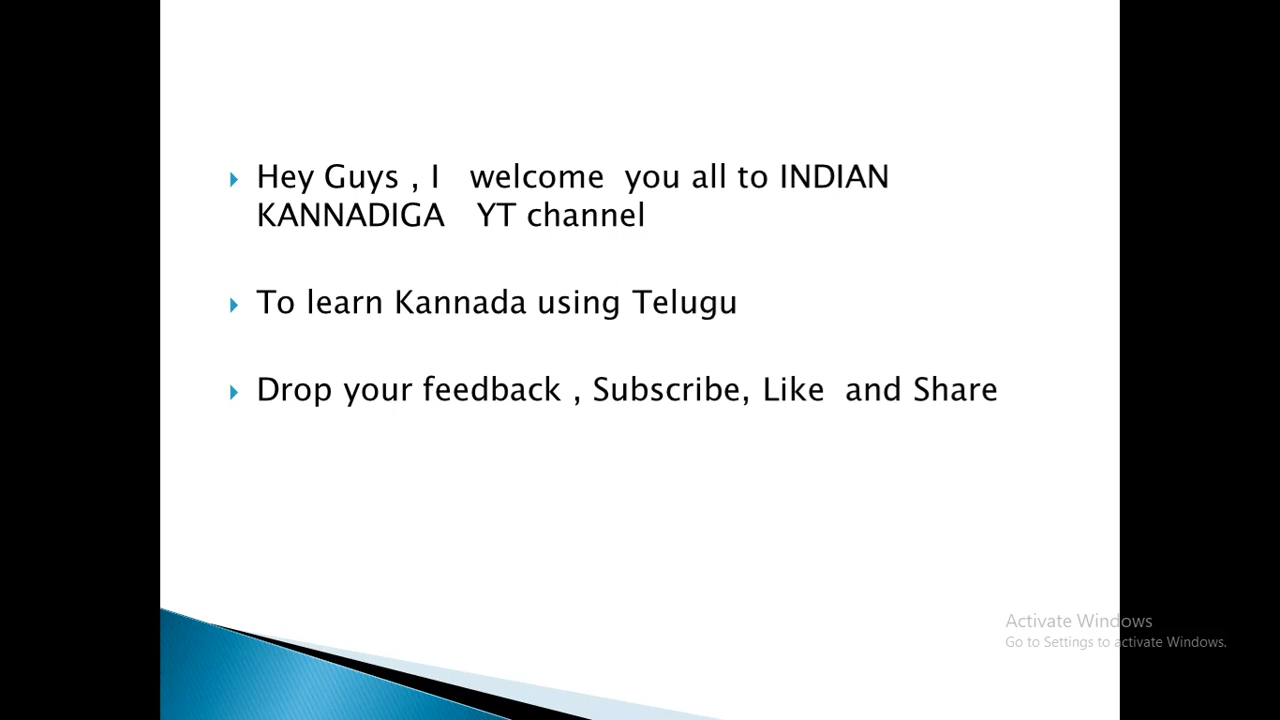 Hey Guys , I welcome you all to INDIAN
KANNADIGA YT channel
To learn Kannada using Telugu
Drop your feedback , Subscribe, Like and Share
Activate Windows
Go to Settings to activate Windows.